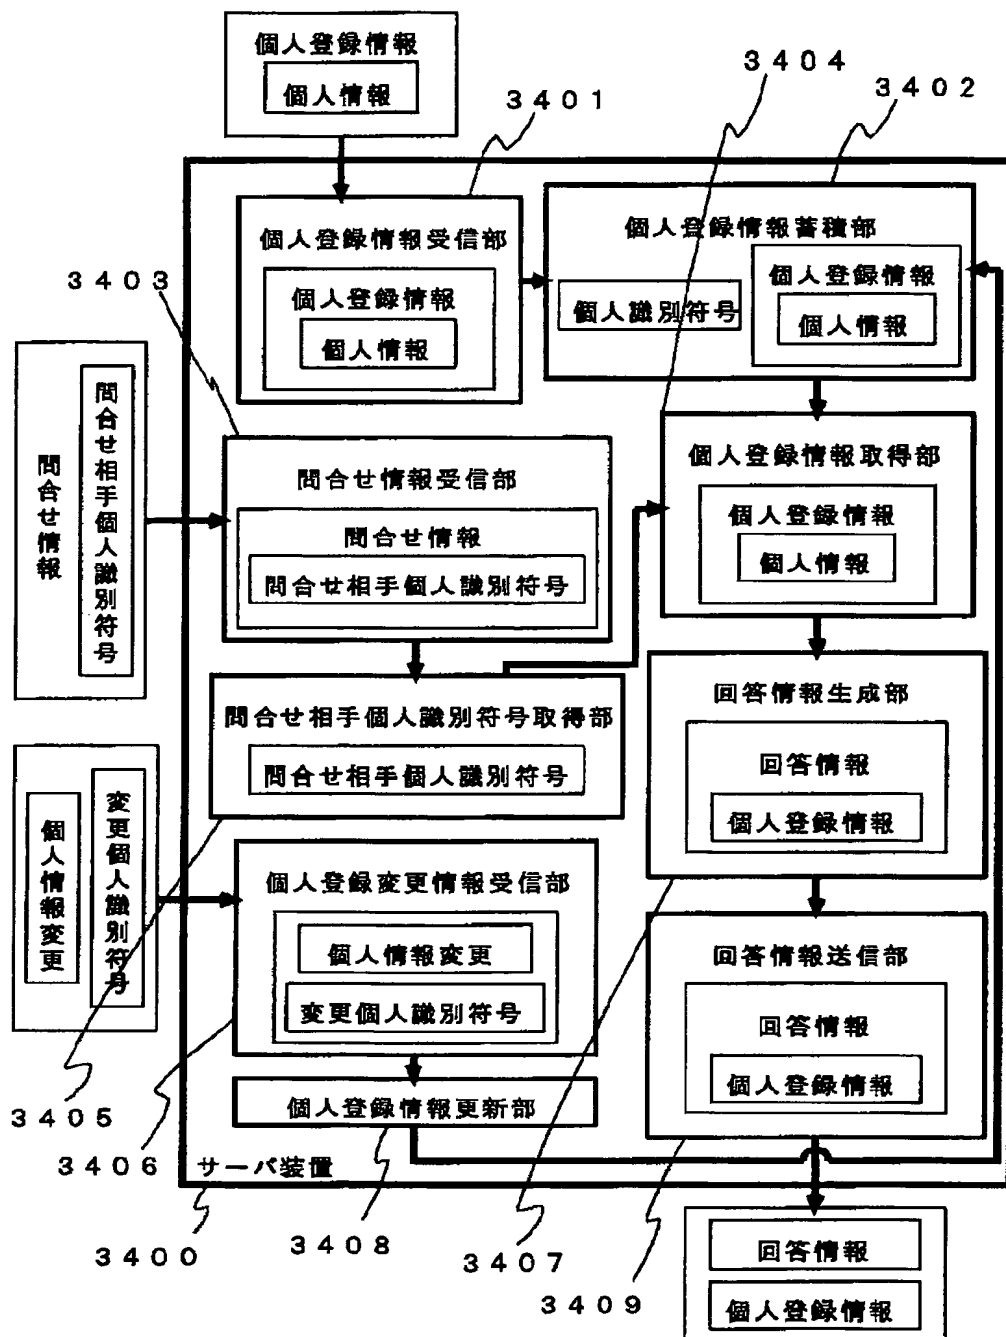 個人登録情報
個人情報
3401
3404
3402
個人登録情報受信部
個人登録情報
個人情報
個人登録情報蓄積部
個人識別符号
個人登録情報
個人情報
3403
問合せ情報
問合せ相手個人識別符号
問合せ情報受信部
問合せ情報
問合せ相手個人識別符号
個人登録情報取得部
個人登録情報
個人情報
問合せ相手個人識別符号取得部
問合せ相手個人識別符号
回答情報生成部
回答情報
個人登録情報
個人情報変更
変更個人識別符号
個人登録変更情報受信部
個人情報変更
変更個人識別符号
回答情報送信部
回答情報
個人登録情報
個人登録情報更新部
3405
3406
サーバ装置
3400
3408
3407
3409
回答情報
個人登録情報